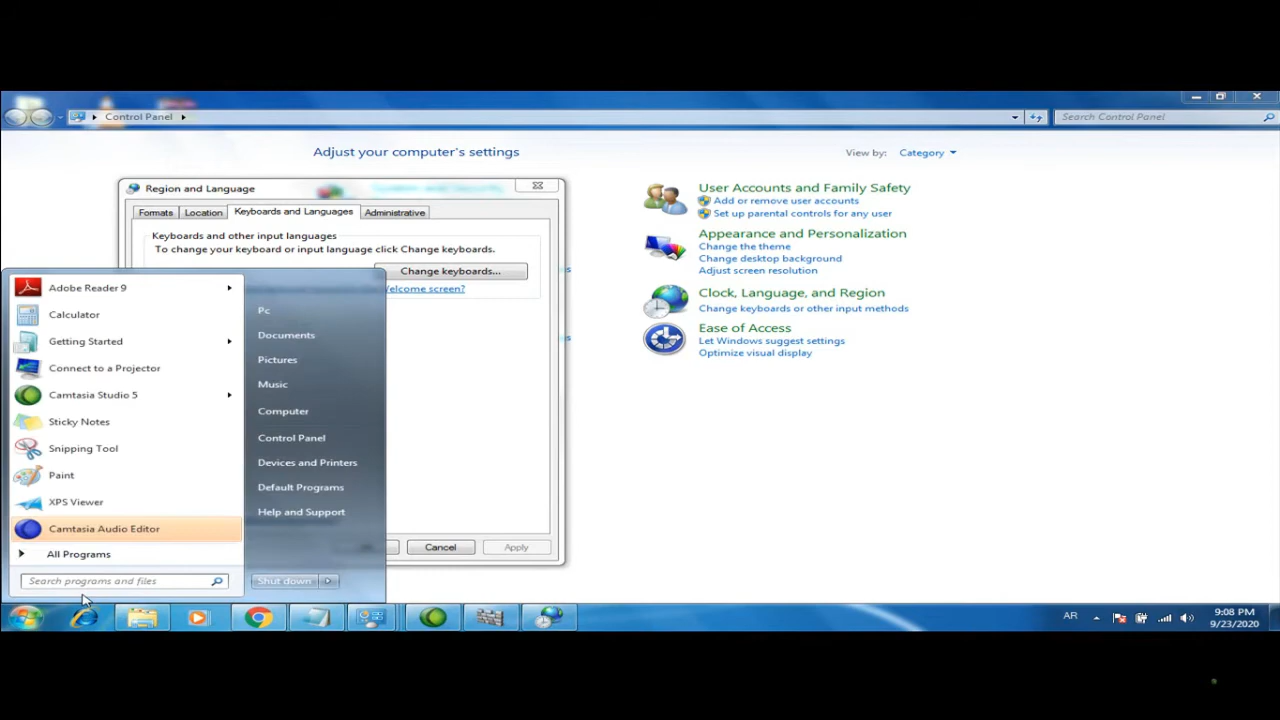 Control Panel
Search Control Panel
Adjust your computer's settings
View by: Category
Region and Language
Formats
Location
Keyboards and Languages
Administrative
Keyboards and other input languages
To change your keyboard or input language click Change keyboards.
Change keyboards...
elcome screen?
Cancel
Apply
User Accounts and Family Safety
Add or remove user accounts
Set up parental controls for any user
Appearance and Personalization
Change the theme
Change desktop background
Adjust screen resolution
Clock, Language, and Region
Change keyboards or other input methods
Ease of Access
Let Windows suggest settings
Optimize visual display
Adobe Reader 9
Calculator
Getting Started
Connect to a Projector
Camtasia Studio 5
Sticky Notes
Snipping Tool
Paint
XPS Viewer
Camtasia Audio Editor
All Programs
Search programs and files
Pc
Documents
Pictures
Music
Computer
Control Panel
Devices and Printers
Default Programs
Help and Support
Shut down
AR
9:08 PM
9/23/2020